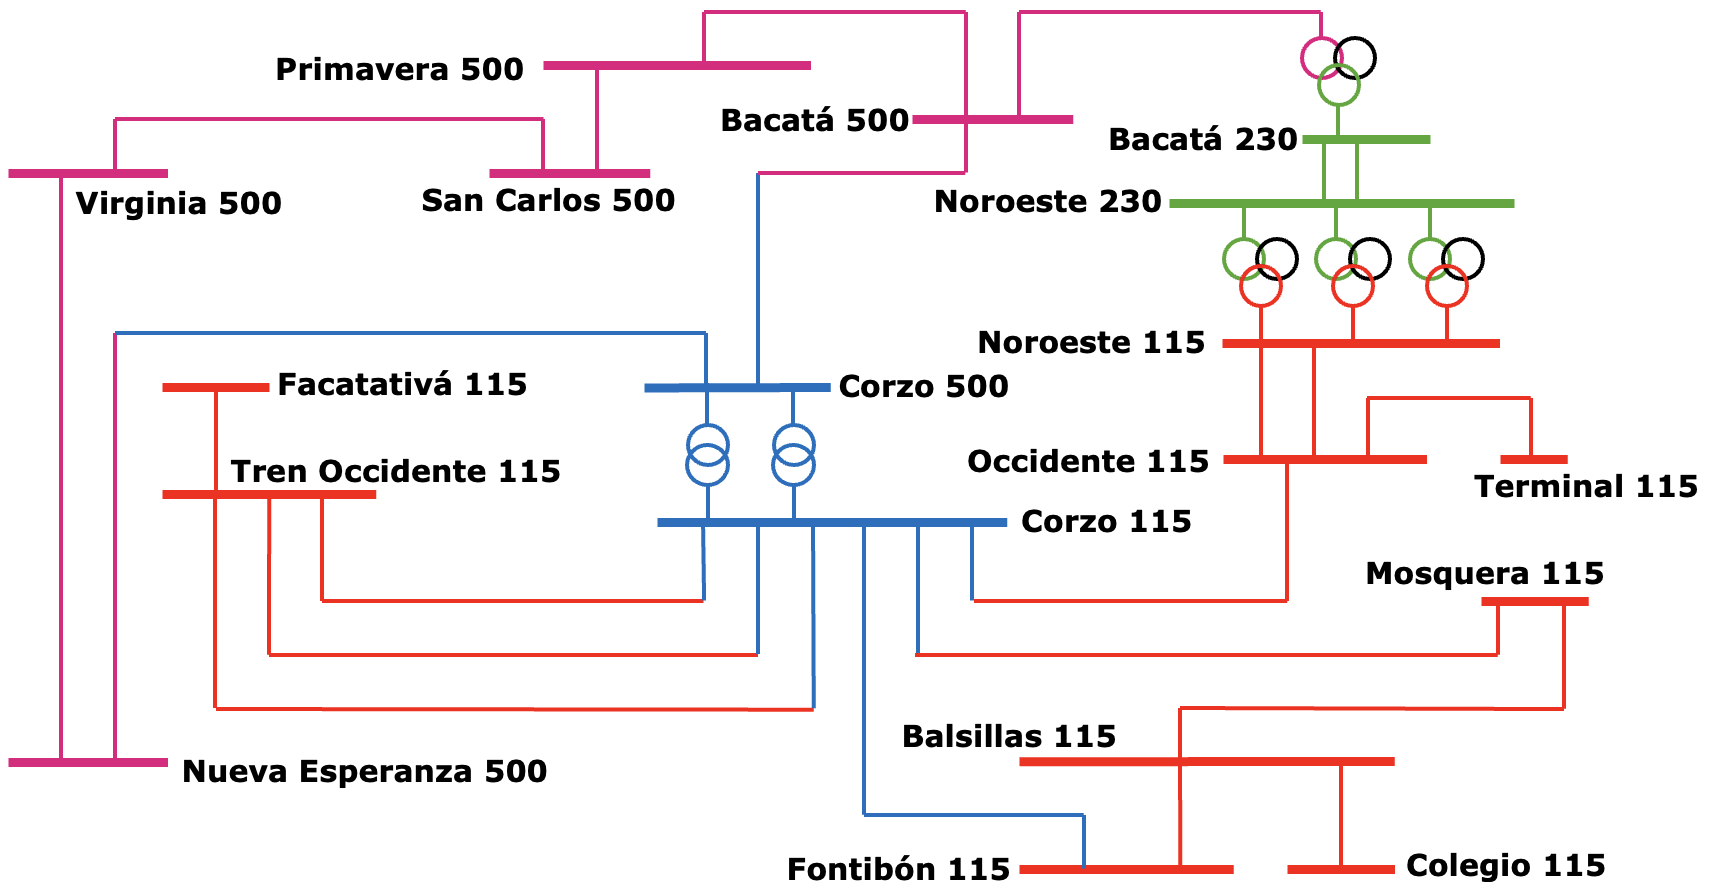 Primavera 500
Bacatá 500
Bacatá 230
Virginia 500
San Carlos 500
Noroeste 230
Noroeste 115
Facatativá 115
Corzo 500
Tren Occidente 115
Occidente 115
Terminal 115
Corzo 115
Mosquera 115
Balsillas 115
Nueva Esperanza 500
Fontibón 115
Colegio 115